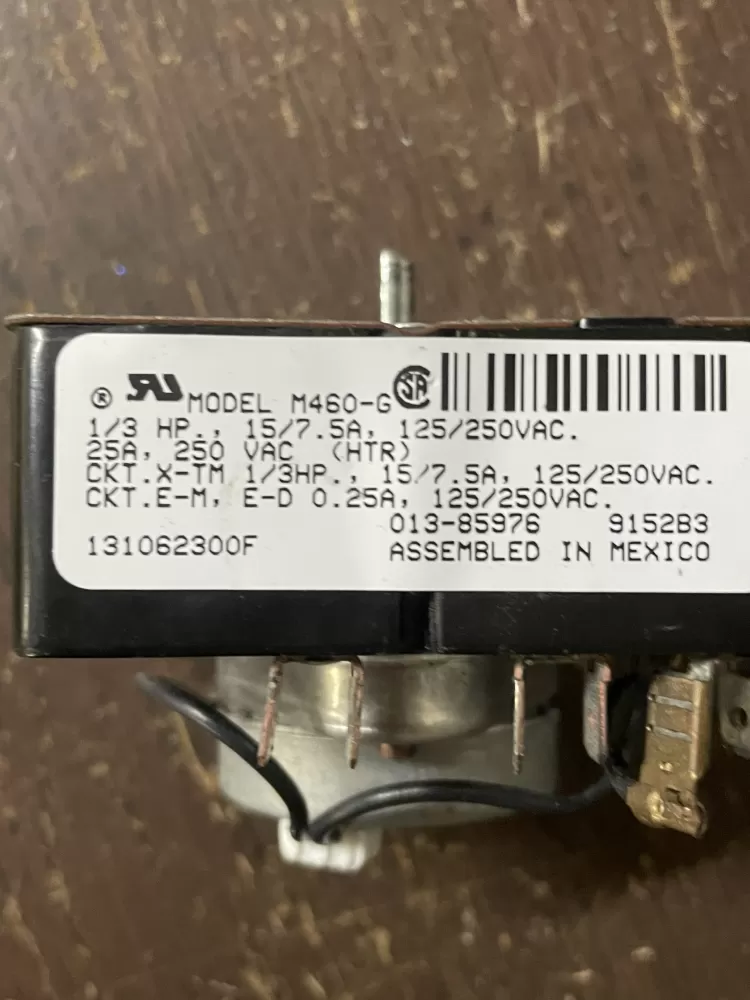 ® MODEL M460-G
1/3 HP., 15/7.5A, 125/250VAC.
25A, 250 VAC (HTR)
CKT.X-TM 1/3HP., 15/7.5A, 125/250VAC.
CKT.E-M, E-D 0.25A, 125/250VAC.
013-85976 9152B3
131062300F ASSEMBLED IN MEXICO